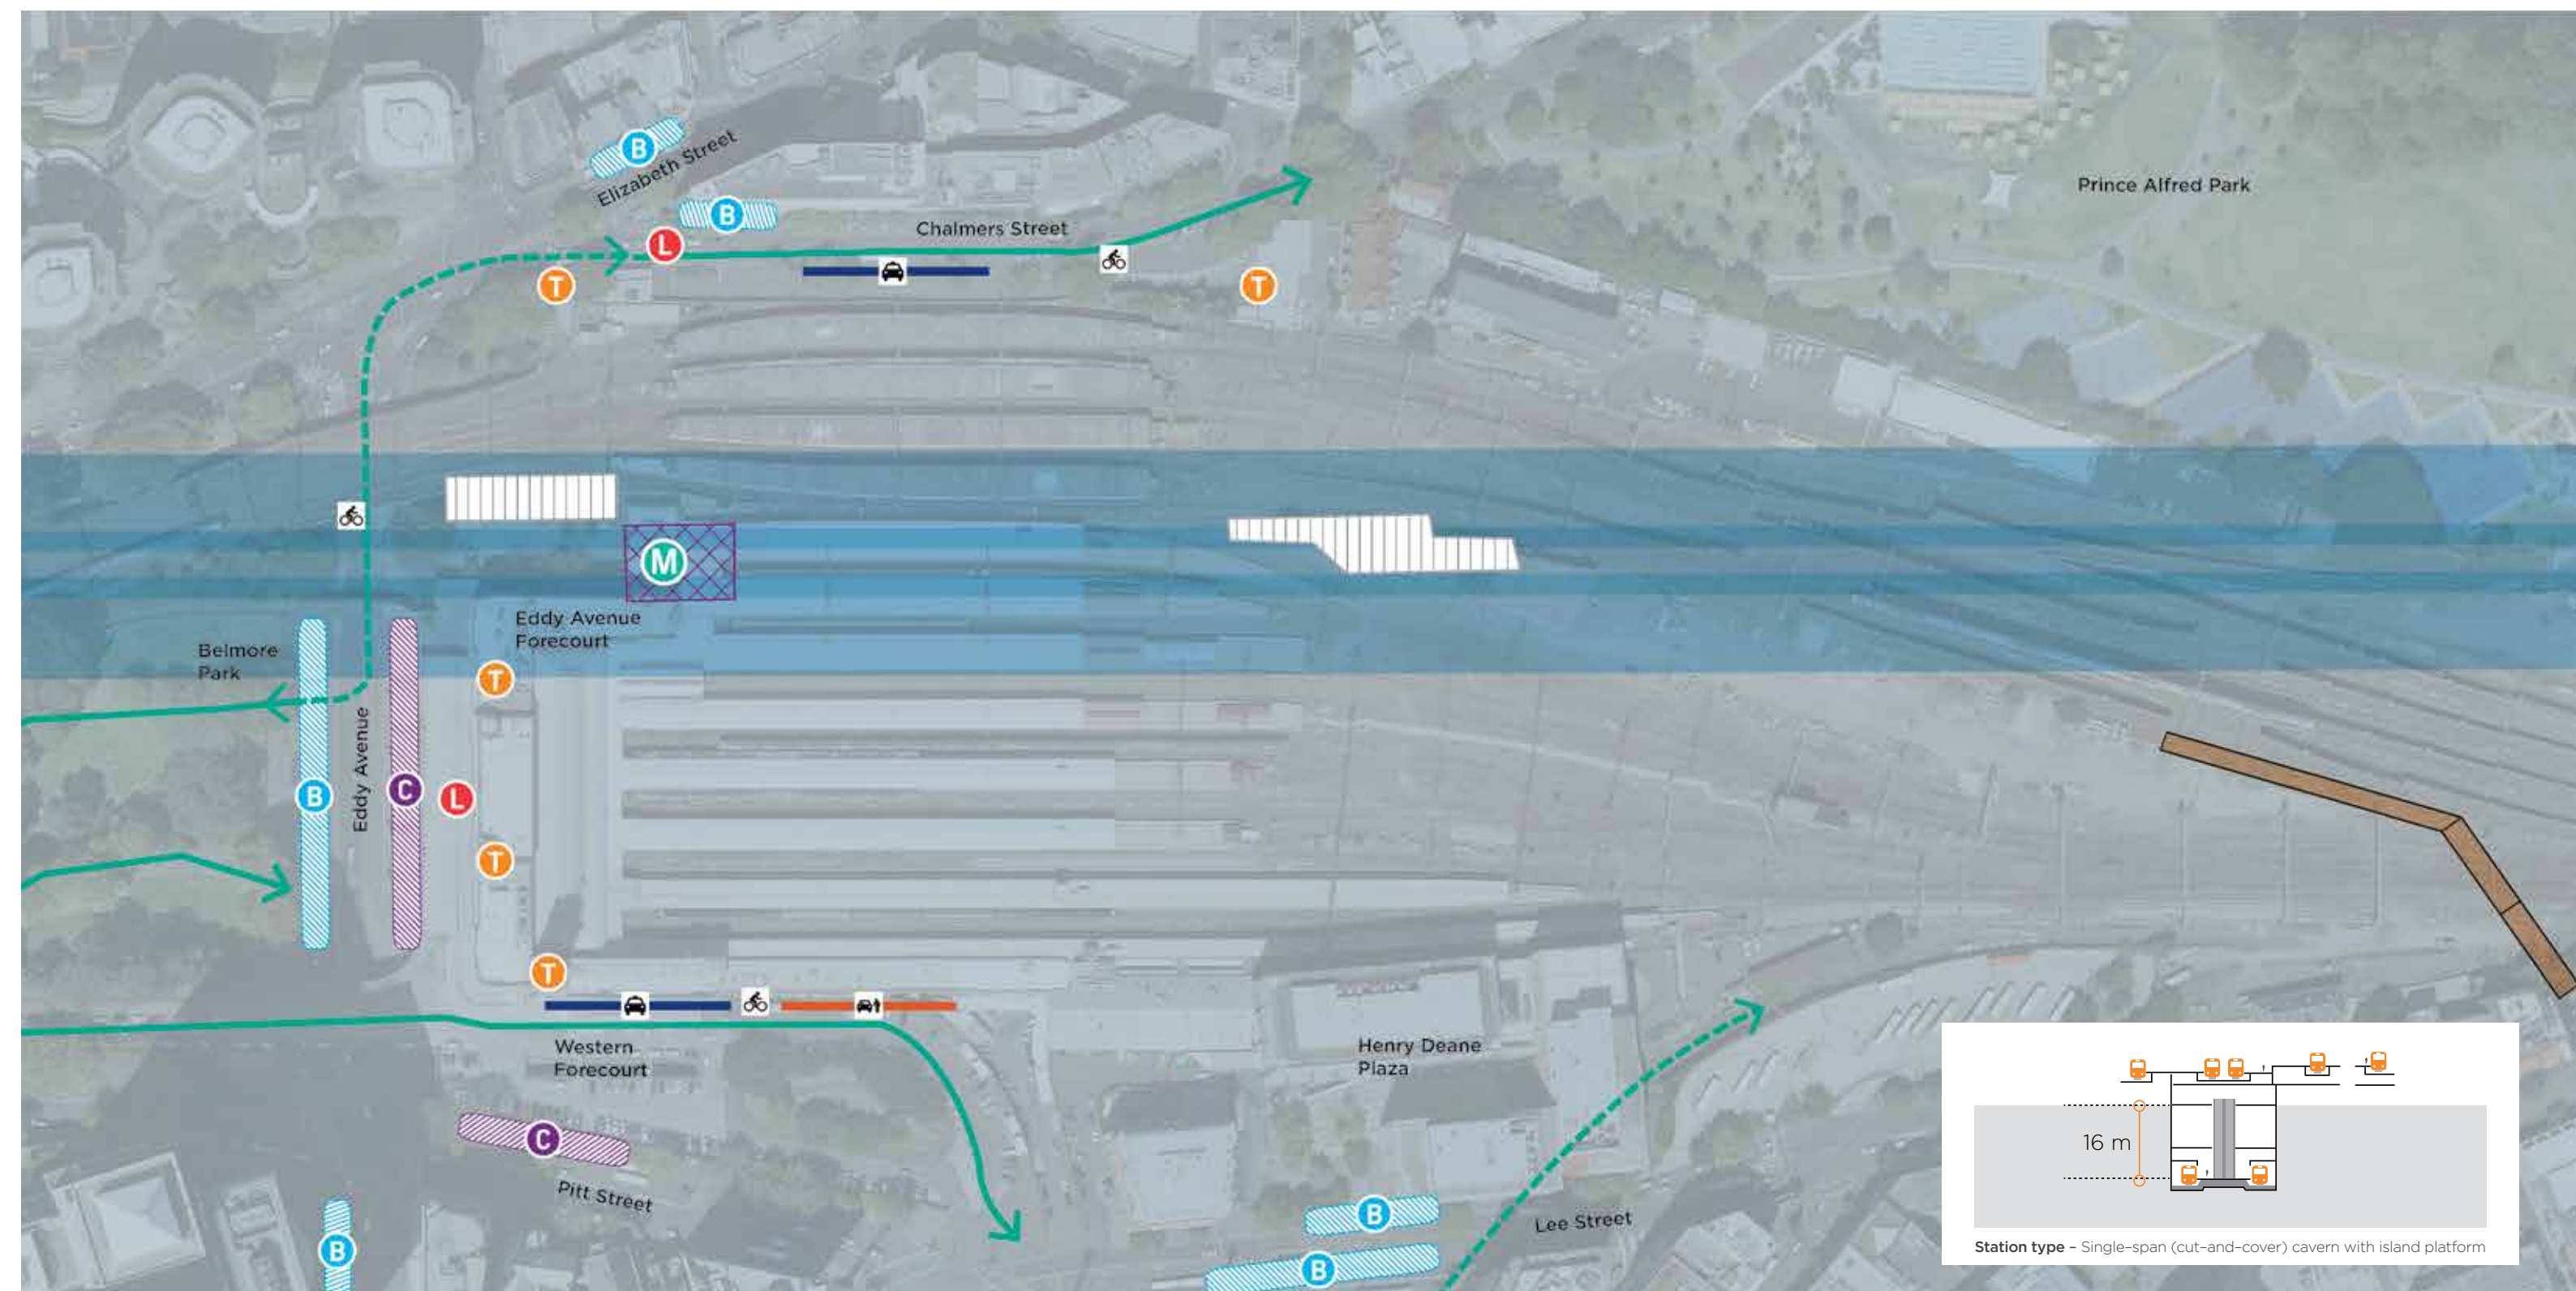 B
Elizabeth Street
B
Prince Alfred Park
L
Chalmers Street
T
T
M
Eddy Avenue
Forecourt
Belmore
Park
T
Eddy Avenue
B
C
L
T
T
Western
Forecourt
Henry Deane
Plaza
C
Pitt Street
B
B
B
Lee Street
16 m
Station type – Single-span (cut-and-cover) cavern with island platform